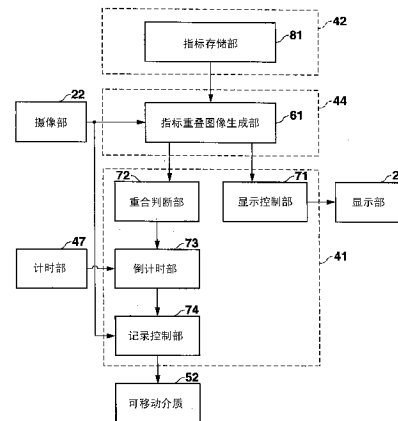 42
81
指标存储部
44
22
摄像部
61
指标重叠图像生成部
72
重合判断部
71
显示控制部
2
显示部
47
计时部
73
倒计时部
41
74
记录控制部
52
可移动介质